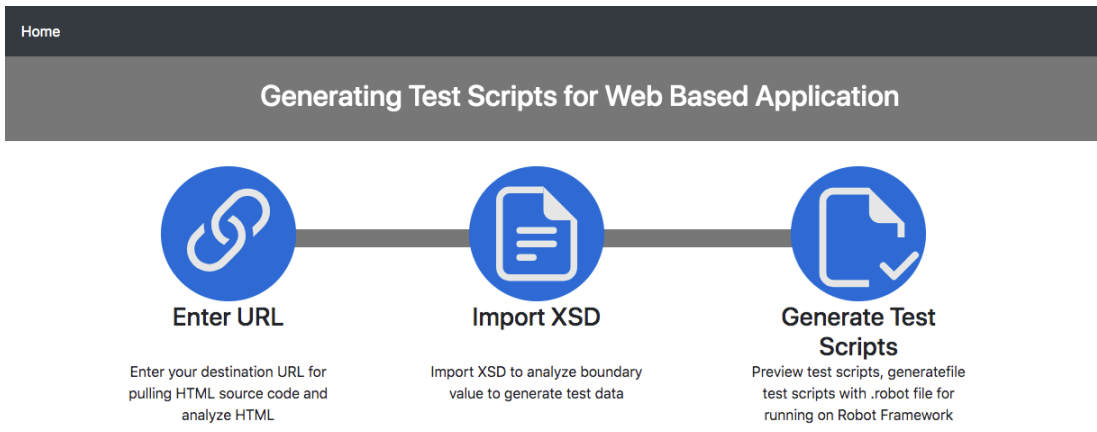 Home
Generating Test Scripts for Web Based Application
Enter URL
Enter your destination URL for
pulling HTML source code and
analyze HTML
Import XSD
Import XSD to analyze boundary
value to generate test data
Generate Test
Scripts
Preview test scripts, generatefile
test scripts with .robot file for
running on Robot Framework